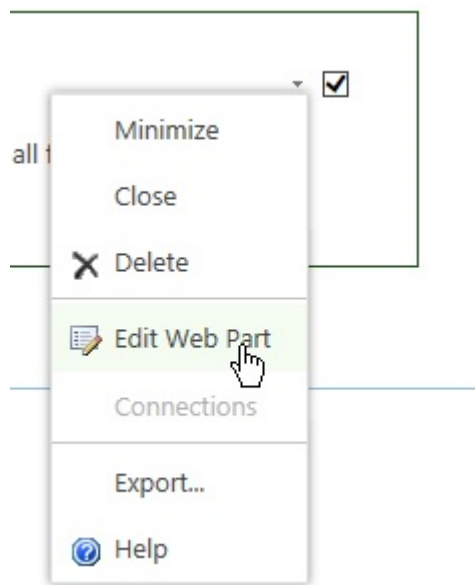 Minimize
all
Close
Delete
Edit Web Part
Connections
Export...
Help